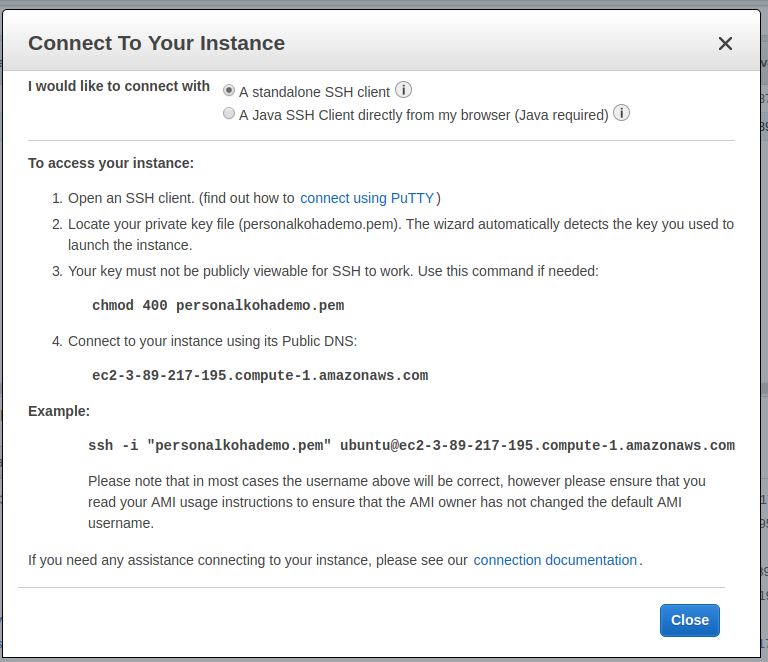 Connect To Your Instance
I would like to connect with
A standalone SSH client
A Java SSH Client directly from my browser (Java required)
To access your instance:
1. Open an SSH client. (find out how to connect using PuTTY)
2. Locate your private key file (personalkohademo.pem). The wizard automatically detects the key you used to
launch the instance.
3. Your key must not be publicly viewable for SSH to work. Use this command if needed:
chmod 400 personalkohademo.pem
4. Connect to your instance using its Public DNS:
ec2-3-89-217-195.compute-1.amazonaws.com
Example:
ssh -i "personalkohademo.pem" ubuntu@ec2-3-89-217-195.compute-1.amazonaws.com
Please note that in most cases the username above will be correct, however please ensure that you
read your AMI usage instructions to ensure that the AMI owner has not changed the default AMI
username.
If you need any assistance connecting to your instance, please see our connection documentation.
Close